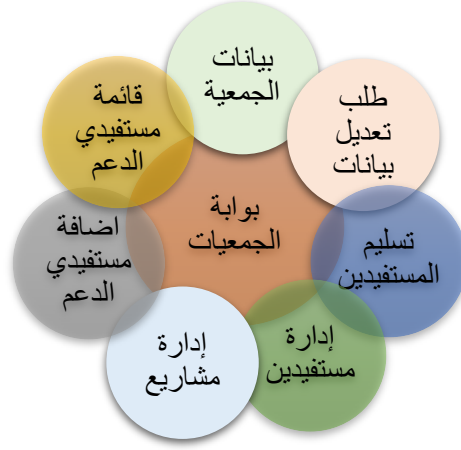 بيانات
الجمعية
طلب
تعديل
بيانات
تسليم
المستفيدين
إدارة
مستفيدين
إدارة
مشاريع
اضافة
مستفيدي
الدعم
قائمة
مستفيدي
الدعم
بوابة
الجمعيات